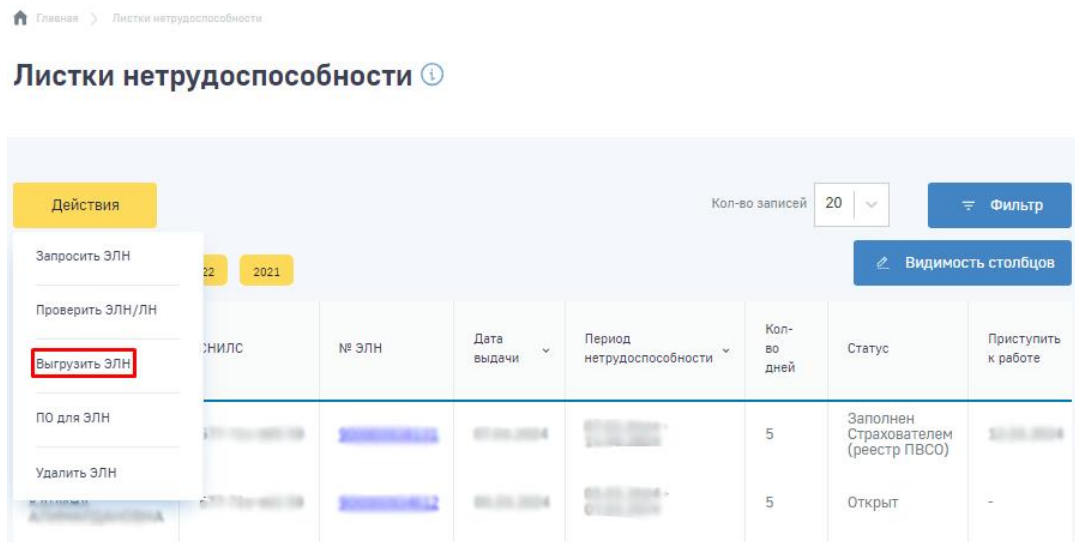 Главная > Листки нетрудоспособности
Листки нетрудоспособности
Действия
Кол-во записей
20
Фильтр
Запросить ЭЛН
22
2021
Видимость столбцов
Проверить ЭЛН/ЛН
Выгрузить ЭЛН
ПО для ЭЛН
Удалить ЭЛН
СНИЛС
№ ЭЛН
Дата
выдачи
Период
нетрудоспособности
Кол-
во
дней
Статус
Приступить
к работе
5
Заполнен
Страхователем
(реестр ПВСО)
5
Открыт
-